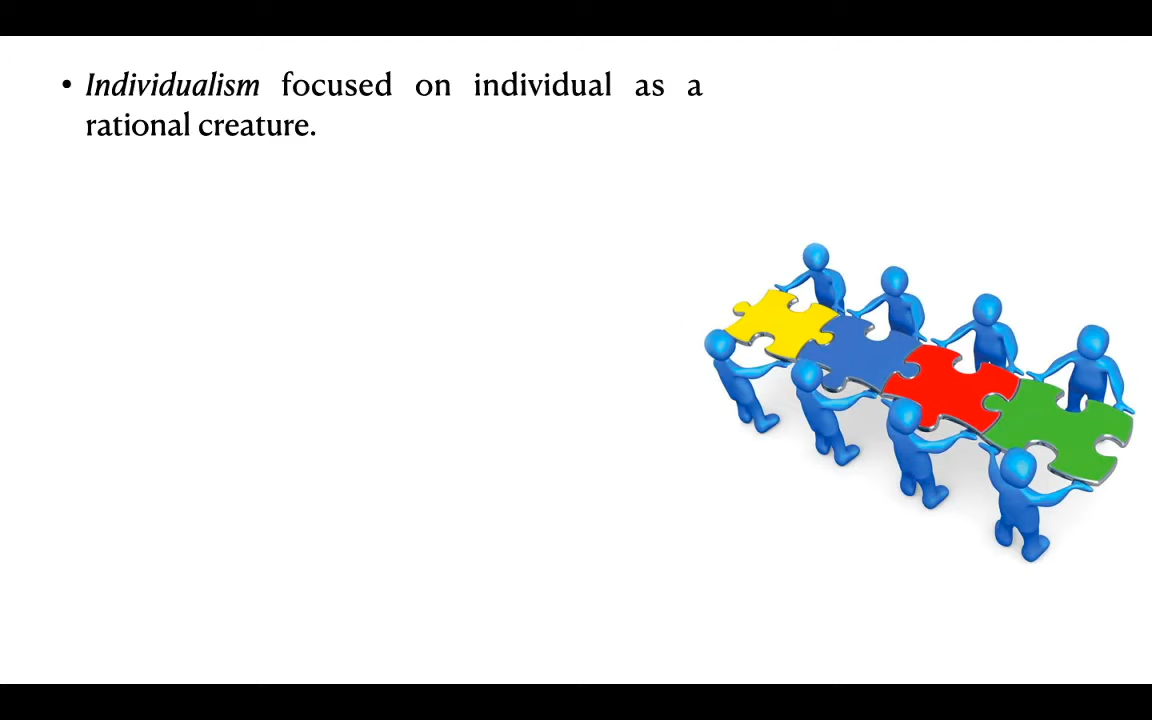 • Individualism focused on individual as a
rational creature.